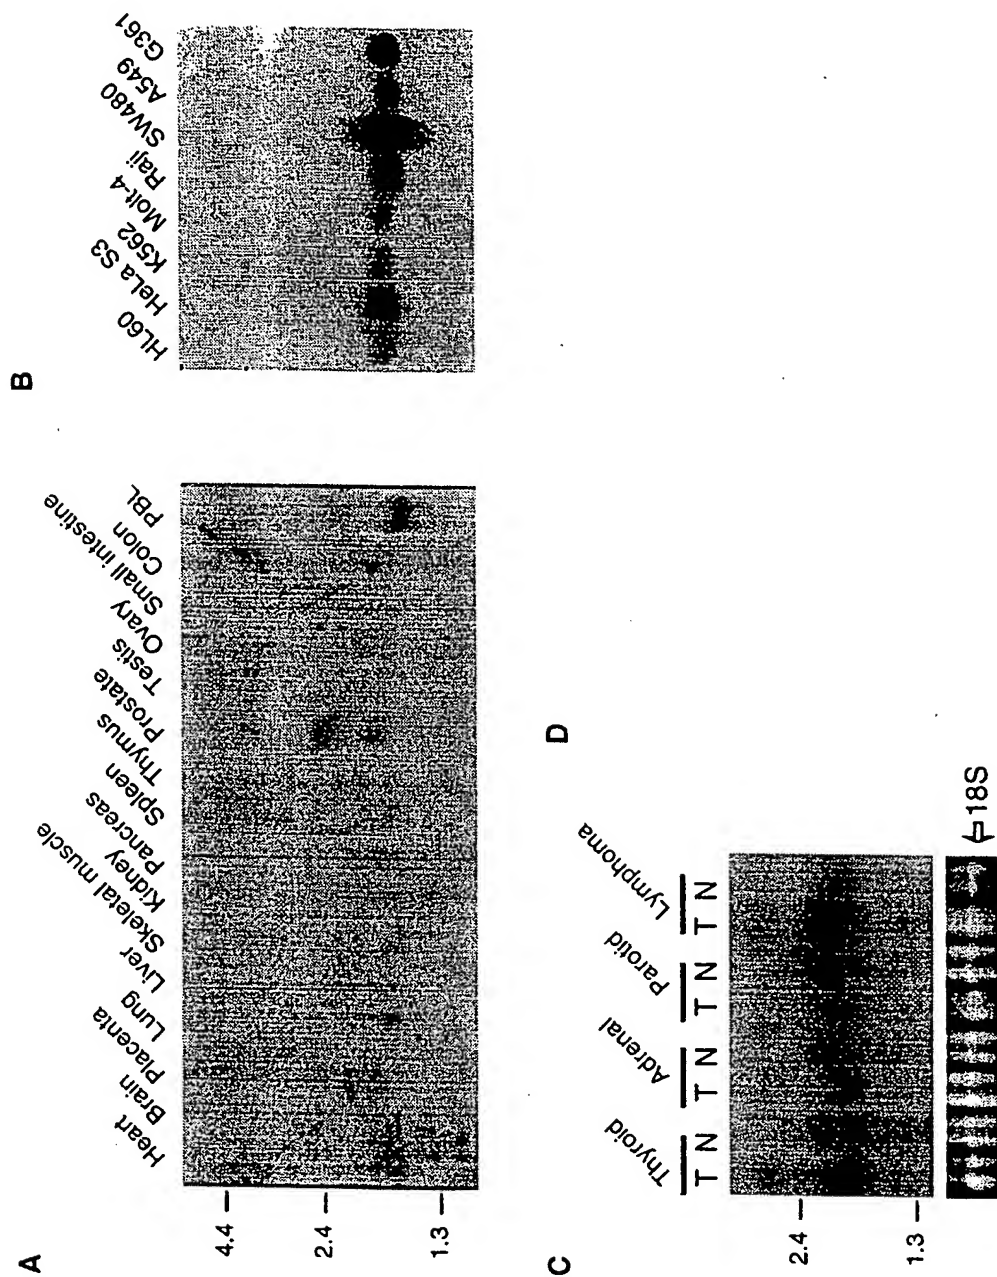 A
Heart
Brain
Placenta
Lung
Liver
Skeletal muscle
Kidney
Pancreas
Spleen
Thymus
Prostate
Testis
Ovary
Small intestine
Colon
PBL
4.4
2.4
1.3
B
HL60
HeLa S3
K562
Molt-4
Raji
SW480
A549
G361
C
Thyroid
Adrenal
Parotid
Lymphoma
T N T N T N T N
2.4
1.3
⇐18S
D